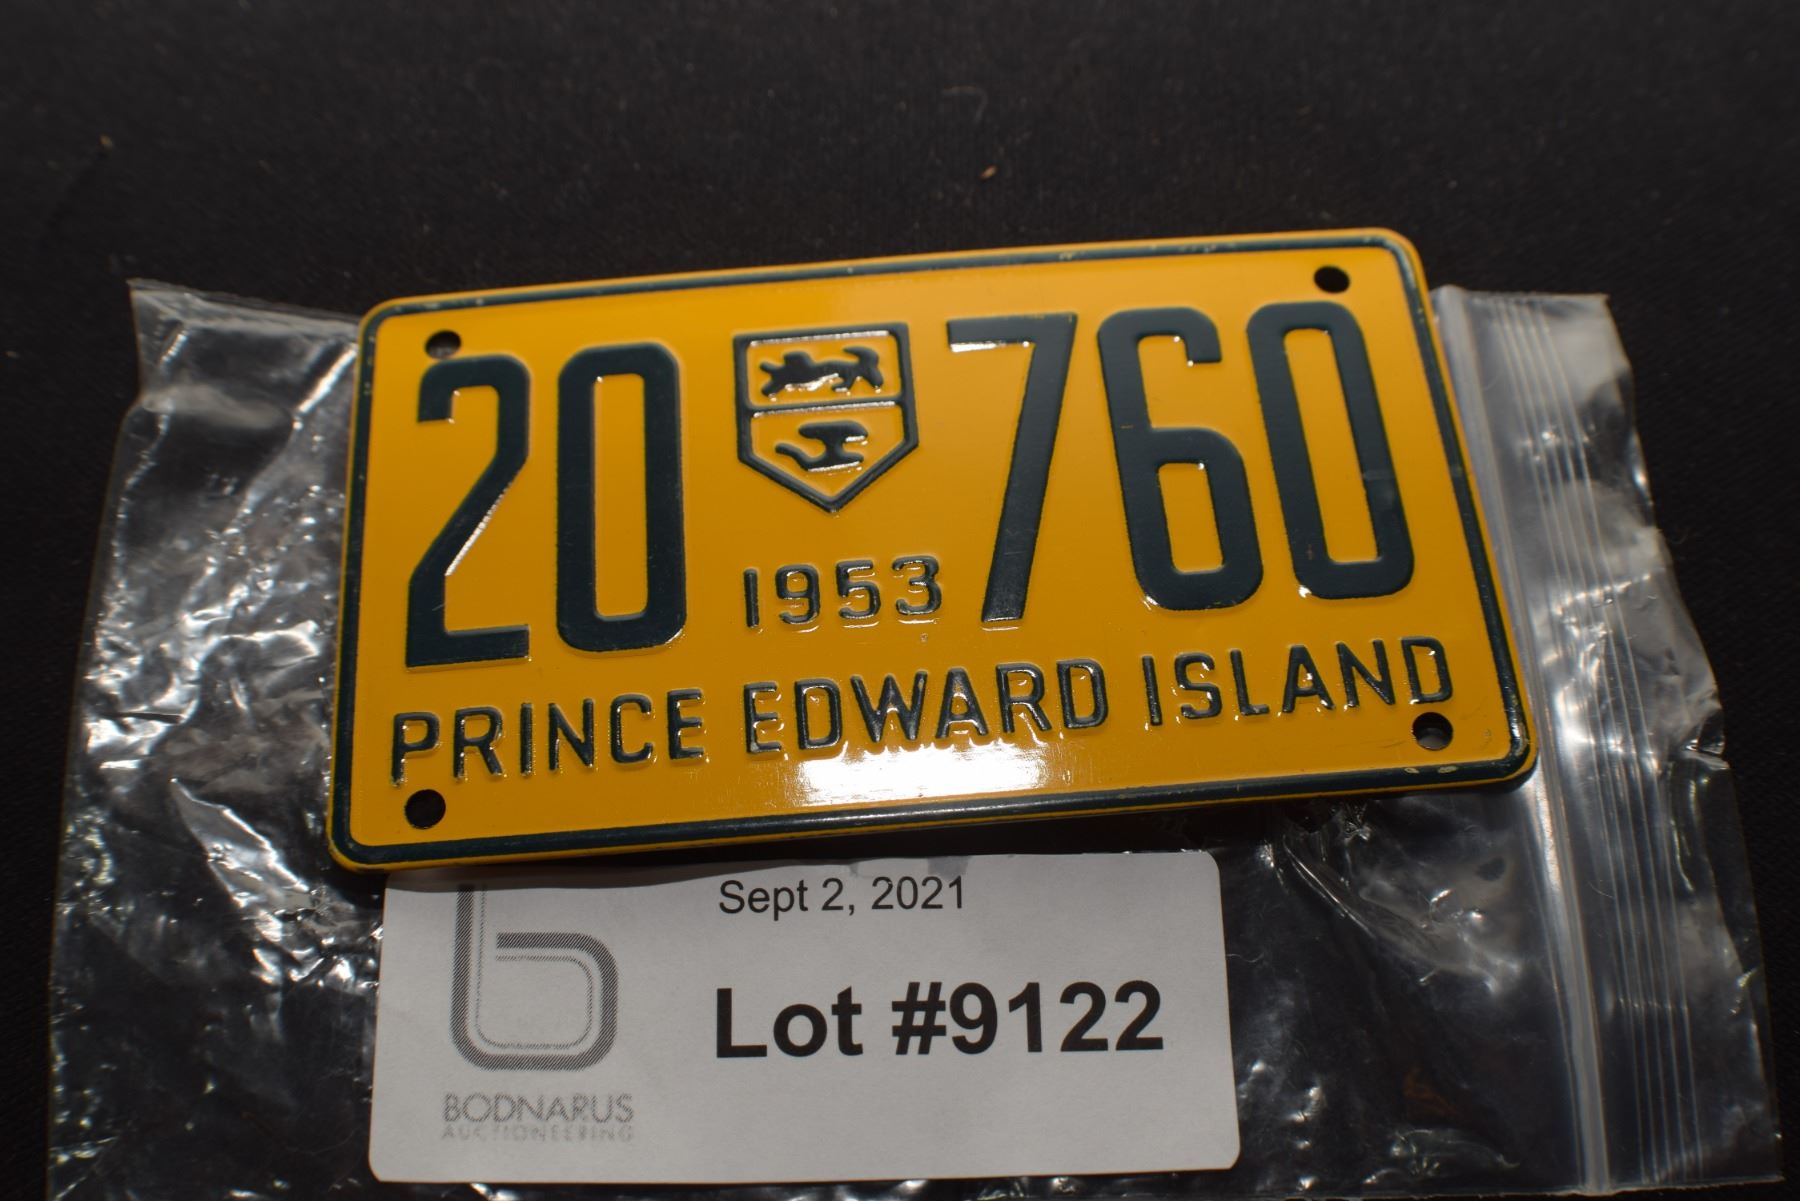 20 760
1953
PRINCE EDWARD ISLAND
Sept 2, 2021
Lot #9122
BODNARUS
AUCTIONEERING